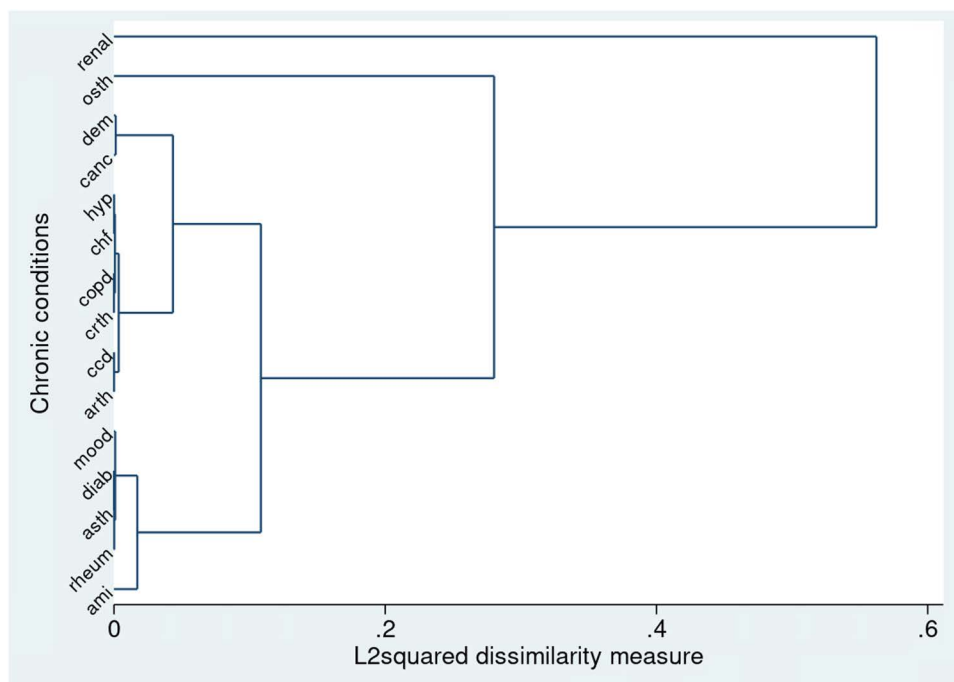 Chronic conditions
renal
osth
dem
canc
hyp
chf
copd
crth
ccd
arth
mood
diab
asth
rheum
ami
0 .2 .4 .6
L2squared dissimilarity measure